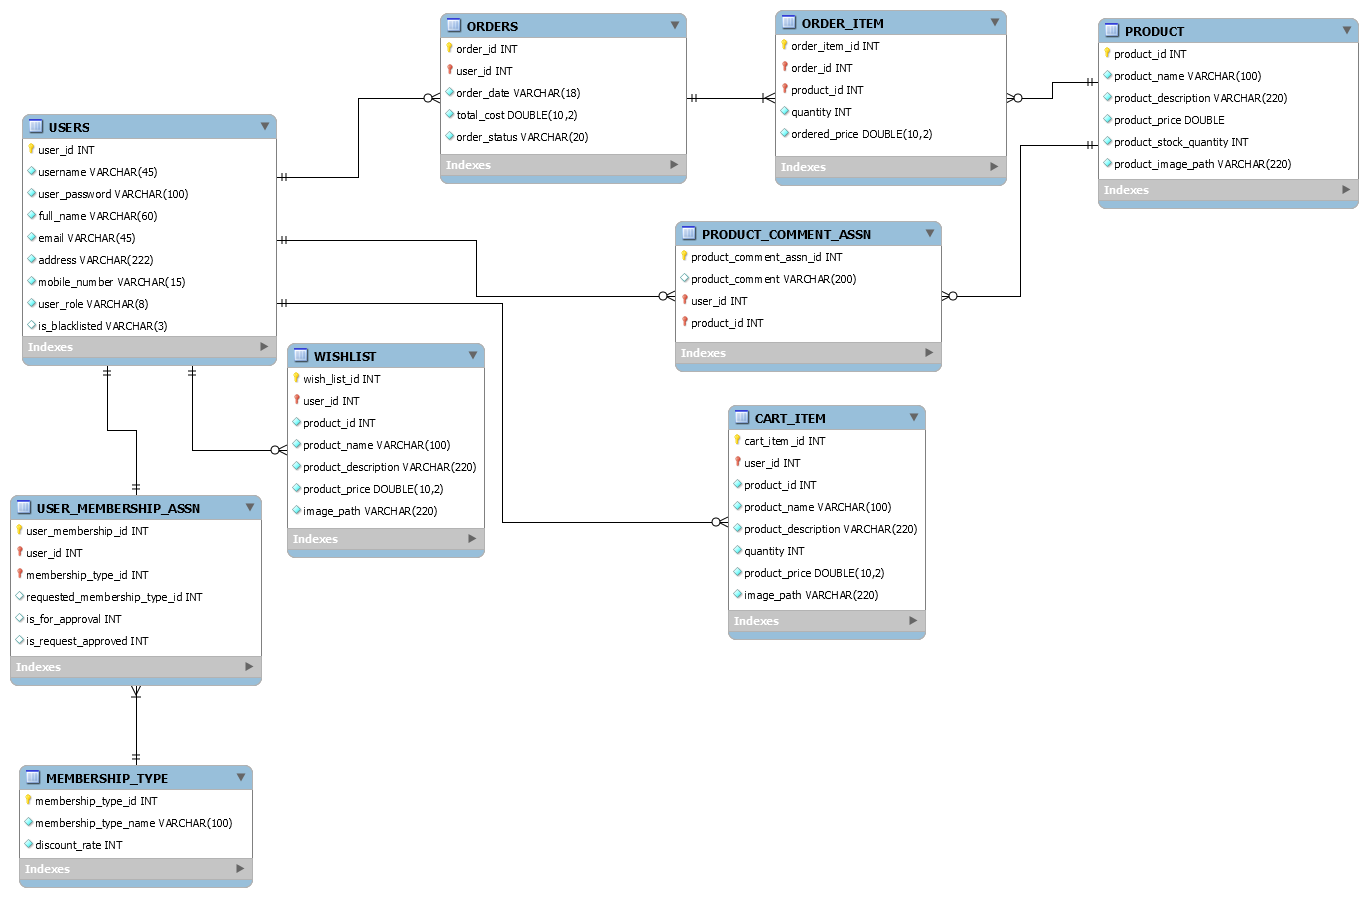 ORDERS
order_id INT
user_id INT
order_date VARCHAR(18)
total_cost DOUBLE(10,2)
order_status VARCHAR(20)
Indexes
ORDER_ITEM
order_item_id INT
order_id INT
product_id INT
quantity INT
ordered_price DOUBLE(10,2)
Indexes
PRODUCT
product_id INT
product_name VARCHAR(100)
product_description VARCHAR(220)
product_price DOUBLE
product_stock_quantity INT
product_image_path VARCHAR(220)
Indexes
USERS
user_id INT
username VARCHAR(45)
user_password VARCHAR(100)
full_name VARCHAR(60)
email VARCHAR(45)
address VARCHAR(222)
mobile_number VARCHAR(15)
user_role VARCHAR(8)
is_blacklisted VARCHAR(3)
Indexes
PRODUCT_COMMENT_ASSN
product_comment_assn_id INT
product_comment VARCHAR(200)
user_id INT
product_id INT
Indexes
WISHLIST
wish_list_id INT
user_id INT
product_id INT
product_name VARCHAR(100)
product_description VARCHAR(220)
product_price DOUBLE(10,2)
image_path VARCHAR(220)
Indexes
CART_ITEM
cart_item_id INT
user_id INT
product_id INT
product_name VARCHAR(100)
product_description VARCHAR(220)
quantity INT
product_price DOUBLE(10,2)
image_path VARCHAR(220)
Indexes
USER_MEMBERSHIP_ASSN
user_membership_id INT
user_id INT
membership_type_id INT
requested_membership_type_id INT
is_for_approval INT
is_request_approved INT
Indexes
MEMBERSHIP_TYPE
membership_type_id INT
membership_type_name VARCHAR(100)
discount_rate INT
Indexes